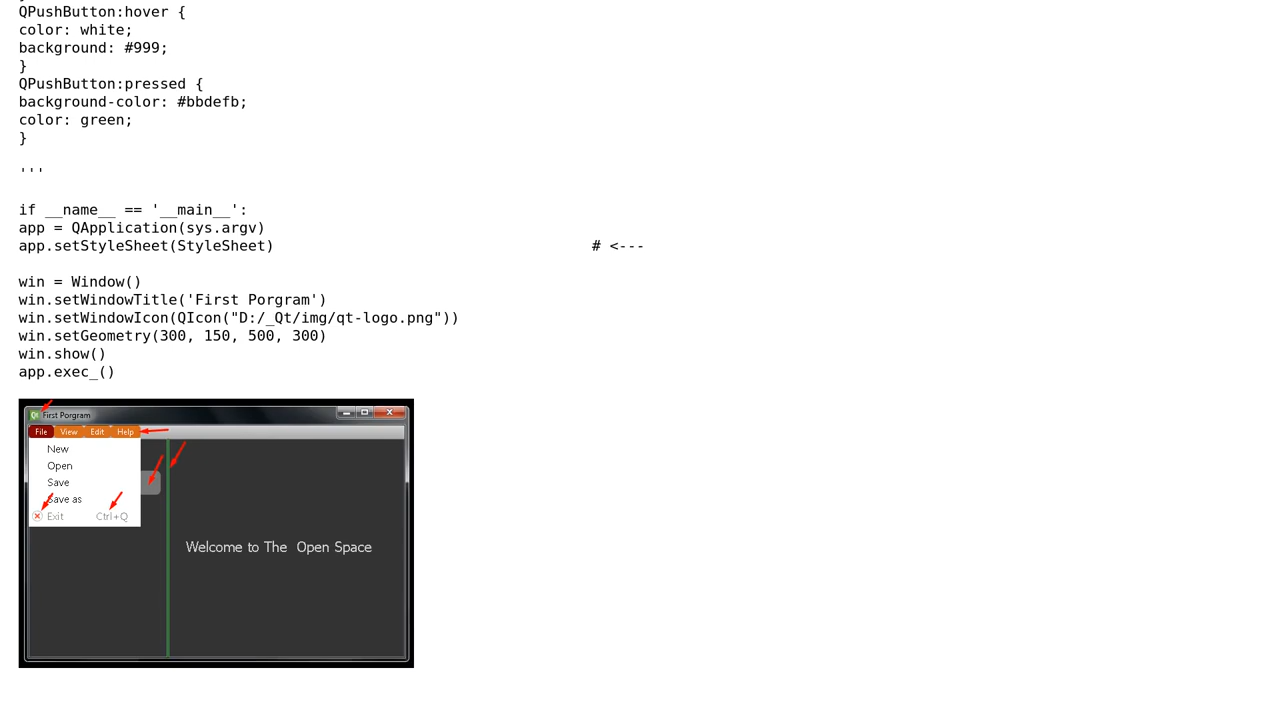 QPushButton:hover {
color: white;
background: #999;
}
QPushButton:pressed {
background-color: #bbdefb;
color: green;
}
'''
if __name__ == '__main__':
app = QApplication(sys.argv)
app.setStyleSheet(StyleSheet) # <---
win = Window()
win.setWindowTitle('First Porgram')
win.setWindowIcon(QIcon("D:/_Qt/img/qt-logo.png"))
win.setGeometry(300, 150, 500, 300)
win.show()
app.exec_()
Qt First Porgram
File View Edit Help
New
Open
Save
Save as
Exit Ctrl+Q
Welcome to The Open Space